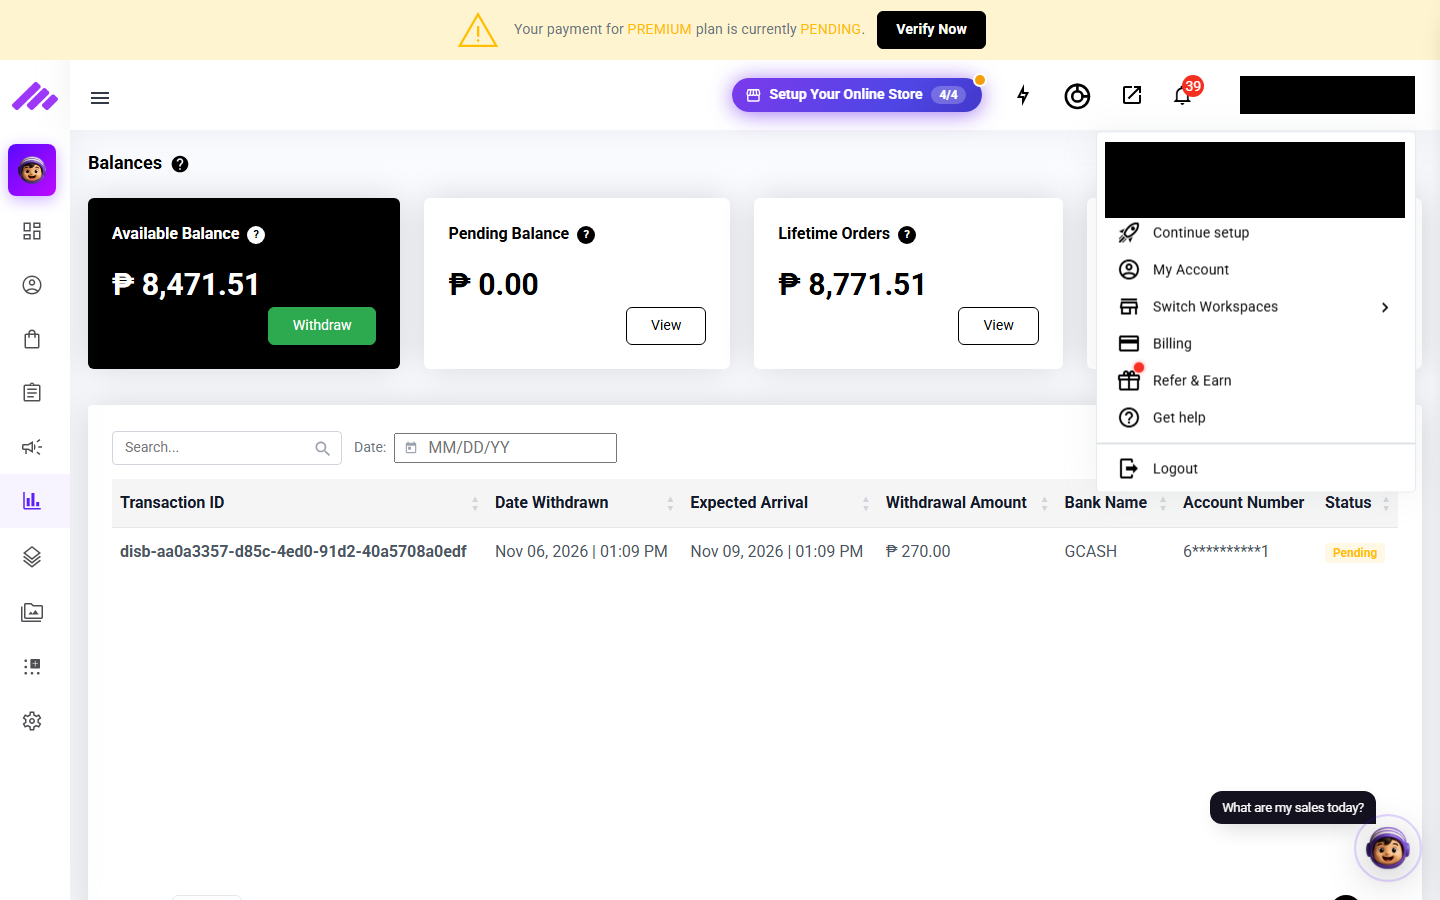 Your payment for PREMIUM plan is currently PENDING.
Verify Now
Setup Your Online Store 4/4
39
Balances ?
Available Balance ?
₱ 8,471.51
Withdraw
Pending Balance ?
₱ 0.00
View
Lifetime Orders ?
₱ 8,771.51
View
Continue setup
My Account
Switch Workspaces
Billing
Refer & Earn
Get help
Logout
Search...
Date:
MM/DD/YY
Transaction ID Date Withdrawn Expected Arrival Withdrawal Amount Bank Name Account Number Status
disb-aa0a3357-d85c-4ed0-91d2-40a5708a0edf Nov 06, 2026 | 01:09 PM Nov 09, 2026 | 01:09 PM ₱ 270.00 GCASH 6**********1 Pending
What are my sales today?